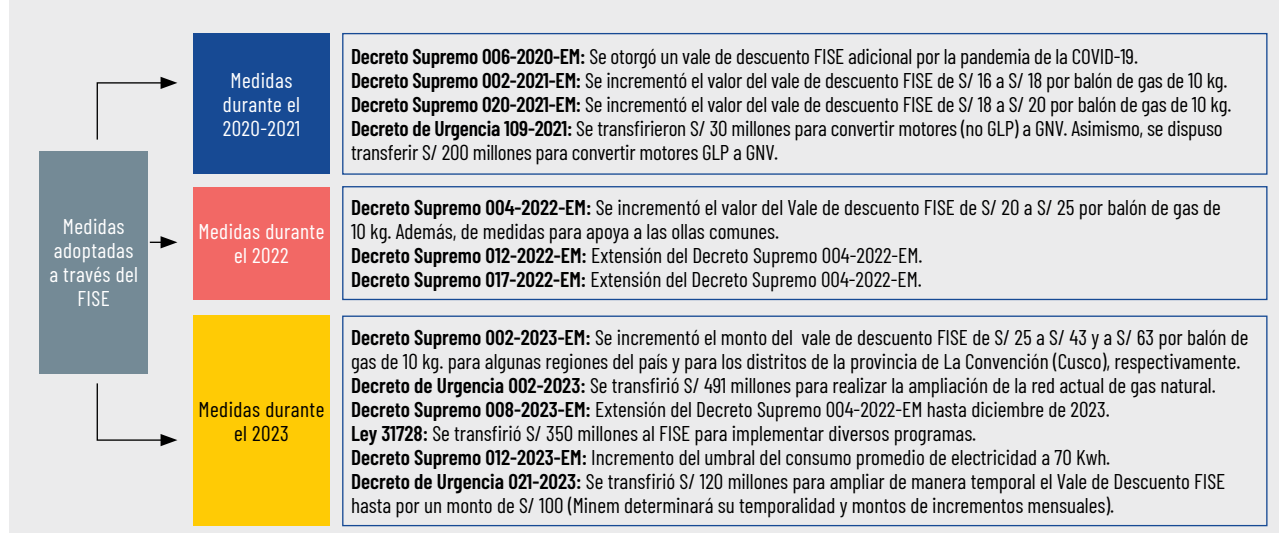 Medidas
adoptadas
a través del
FISE
Medidas
durante el
2020-2021
Decreto Supremo 006-2020-EM: Se otorgó un vale de descuento FISE adicional por la pandemia de la COVID-19.
Decreto Supremo 002-2021-EM: Se incrementó el valor del vale de descuento FISE de S/ 16 a S/ 18 por balón de gas de 10 kg.
Decreto Supremo 020-2021-EM: Se incrementó el valor del vale de descuento FISE de S/ 18 a S/ 20 por balón de gas de 10 kg.
Decreto de Urgencia 109-2021: Se transfirieron S/ 30 millones para convertir motores (no GLP) a GNV. Asimismo, se dispuso
transferir S/ 200 millones para convertir motores GLP a GNV.
Medidas durante
el 2022
Decreto Supremo 004-2022-EM: Se incrementó el valor del Vale de descuento FISE de S/ 20 a S/ 25 por balón de gas de
10 kg. Además, de medidas para apoya a las ollas comunes.
Decreto Supremo 012-2022-EM: Extensión del Decreto Supremo 004-2022-EM.
Decreto Supremo 017-2022-EM: Extensión del Decreto Supremo 004-2022-EM.
Medidas durante
el 2023
Decreto Supremo 002-2023-EM: Se incrementó el monto del vale de descuento FISE de S/ 25 a S/ 43 y a S/ 63 por balón de
gas de 10 kg. para algunas regiones del país y para los distritos de la provincia de La Convención (Cusco), respectivamente.
Decreto de Urgencia 002-2023: Se transfirió S/ 491 millones para realizar la ampliación de la red actual de gas natural.
Decreto Supremo 008-2023-EM: Extensión del Decreto Supremo 004-2022-EM hasta diciembre de 2023.
Ley 31728: Se transfirió S/ 350 millones al FISE para implementar diversos programas.
Decreto Supremo 012-2023-EM: Incremento del umbral del consumo promedio de electricidad a 70 Kwh.
Decreto de Urgencia 021-2023: Se transfirió S/ 120 millones para ampliar de manera temporal el Vale de Descuento FISE
hasta por un monto de S/ 100 (Minem determinará su temporalidad y montos de incrementos mensuales).